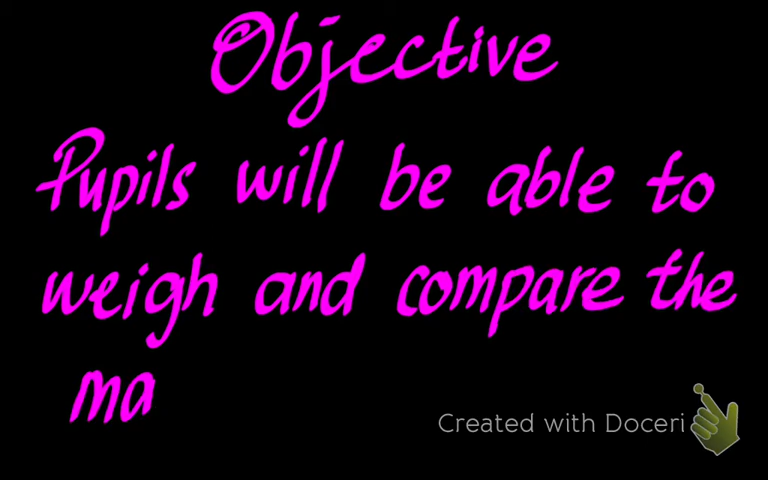 Objective
Pupils will be able to
weigh and compare the
ma
Created with Doceri